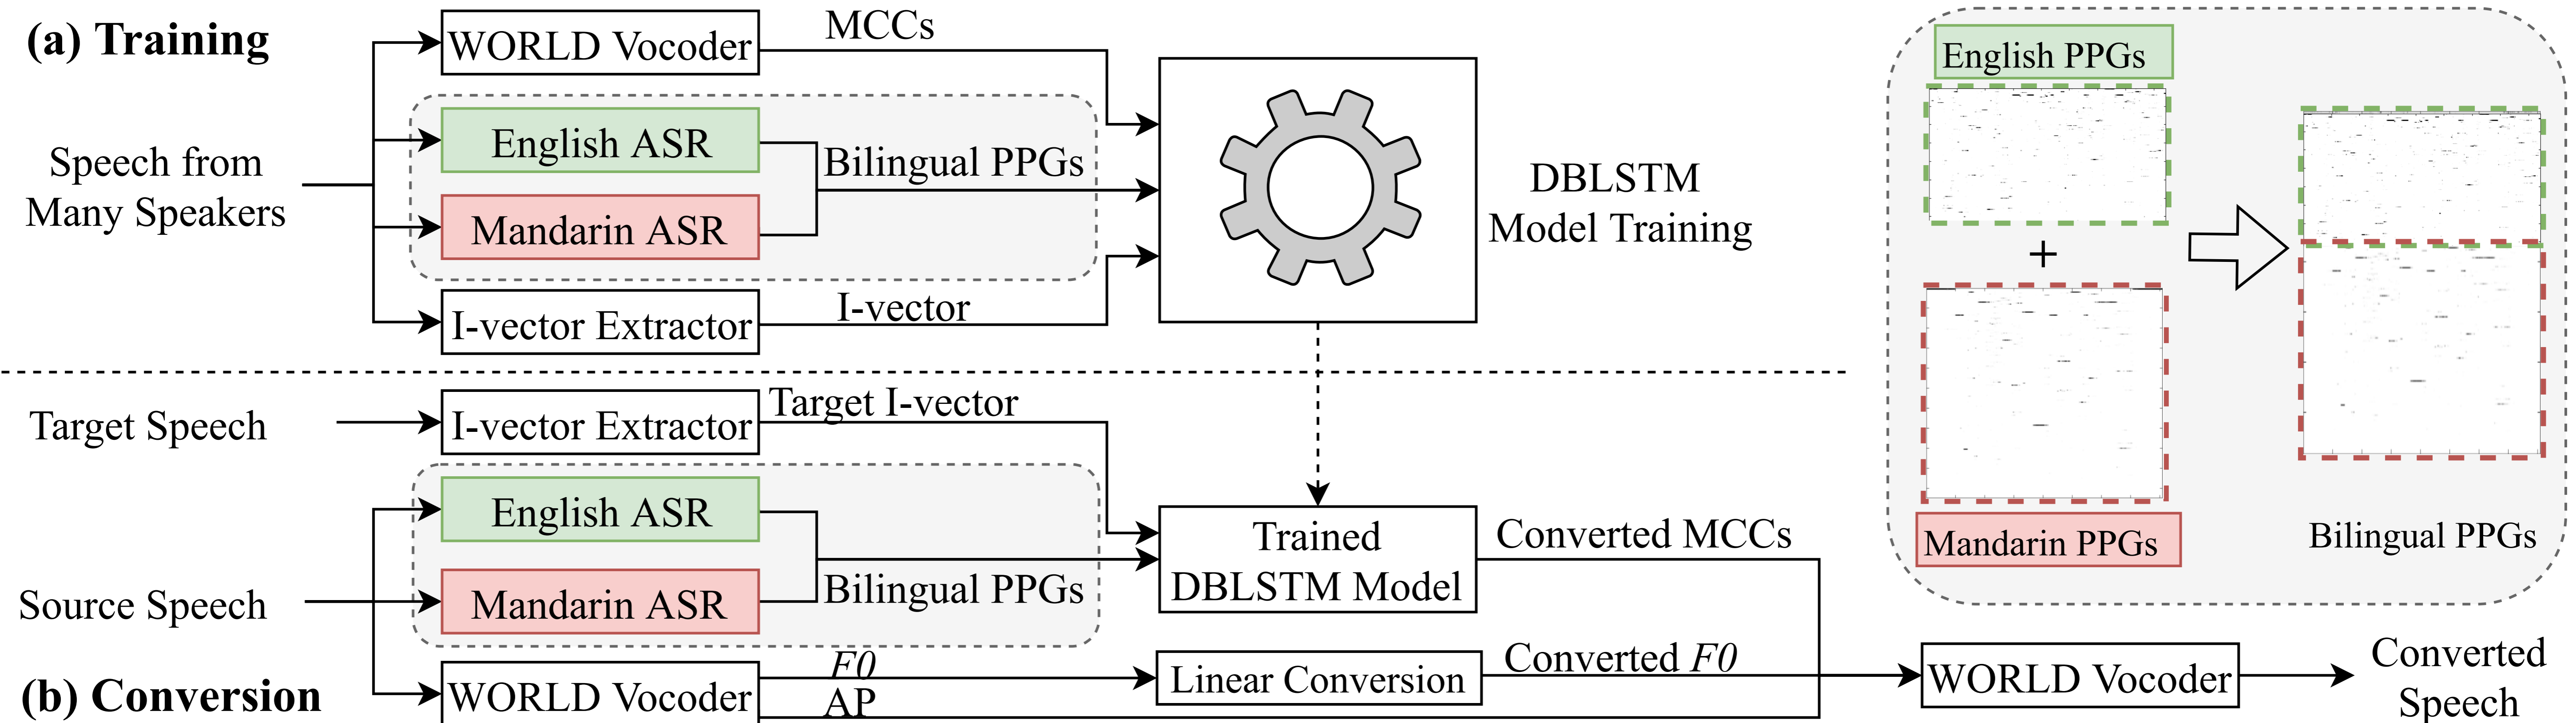 (a) Training
Speech from
Many Speakers
WORLD Vocoder
MCCs
English ASR
Mandarin ASR
Bilingual PPGs
I-vector Extractor
I-vector
DBLSTM
Model Training
Target Speech
I-vector Extractor
Target I-vector
Source Speech
English ASR
Mandarin ASR
Bilingual PPGs
Trained
DBLSTM Model
Converted MCCs
(b) Conversion
WORLD Vocoder
F0
AP
Linear Conversion
Converted F0
WORLD Vocoder
Converted
Speech
English PPGs
+
Mandarin PPGs
Bilingual PPGs